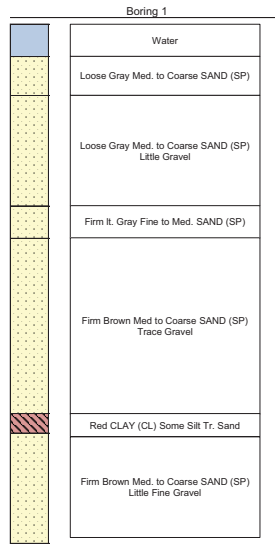 Boring 1
Water
Loose Gray Med. to Coarse SAND (SP)
Loose Gray Med. to Coarse SAND (SP)
Little Gravel
Firm lt. Gray Fine to Med. SAND (SP)
Firm Brown Med to Coarse SAND (SP)
Trace Gravel
Red CLAY (CL) Some Silt Tr. Sand
Firm Brown Med. to Coarse SAND (SP)
Little Fine Gravel